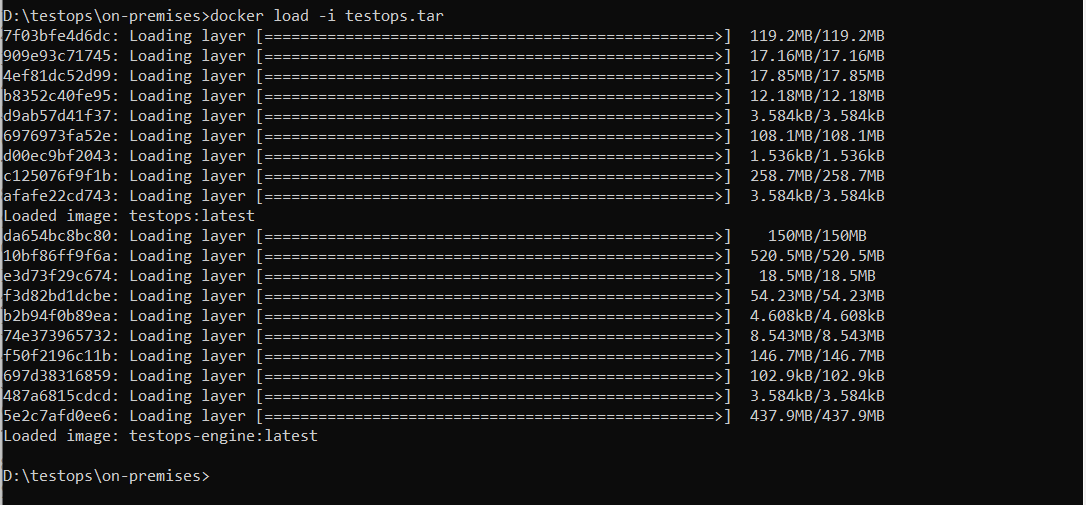 D:\testops\on-premises>docker load -i testops.tar
7f03bfe4d6dc: Loading layer [==================================================>]  119.2MB/119.2MB
909e93c71745: Loading layer [==================================================>]  17.16MB/17.16MB
4ef81dc52d99: Loading layer [==================================================>]  17.85MB/17.85MB
b8352c40fe95: Loading layer [==================================================>]  12.18MB/12.18MB
d9ab57d41f37: Loading layer [==================================================>]  3.584kB/3.584kB
6976973fa52e: Loading layer [==================================================>]  108.1MB/108.1MB
d00ec9bf2043: Loading layer [==================================================>]  1.536kB/1.536kB
c125076f9f1b: Loading layer [==================================================>]  258.7MB/258.7MB
afafe22cd743: Loading layer [==================================================>]  3.584kB/3.584kB
Loaded image: testops:latest
da654bc8bc80: Loading layer [==================================================>]    150MB/150MB
10bf86ff9f6a: Loading layer [==================================================>]  520.5MB/520.5MB
e3d73f29c674: Loading layer [==================================================>]   18.5MB/18.5MB
f3d82bd1dcbe: Loading layer [==================================================>]  54.23MB/54.23MB
b2b94f0b89ea: Loading layer [==================================================>]  4.608kB/4.608kB
74e373965732: Loading layer [==================================================>]  8.543MB/8.543MB
f50f2196c11b: Loading layer [==================================================>]  146.7MB/146.7MB
697d38316859: Loading layer [==================================================>]  102.9kB/102.9kB
487a6815cdcd: Loading layer [==================================================>]  3.584kB/3.584kB
5e2c7afd0ee6: Loading layer [==================================================>]  437.9MB/437.9MB
Loaded image: testops-engine:latest
D:\testops\on-premises>